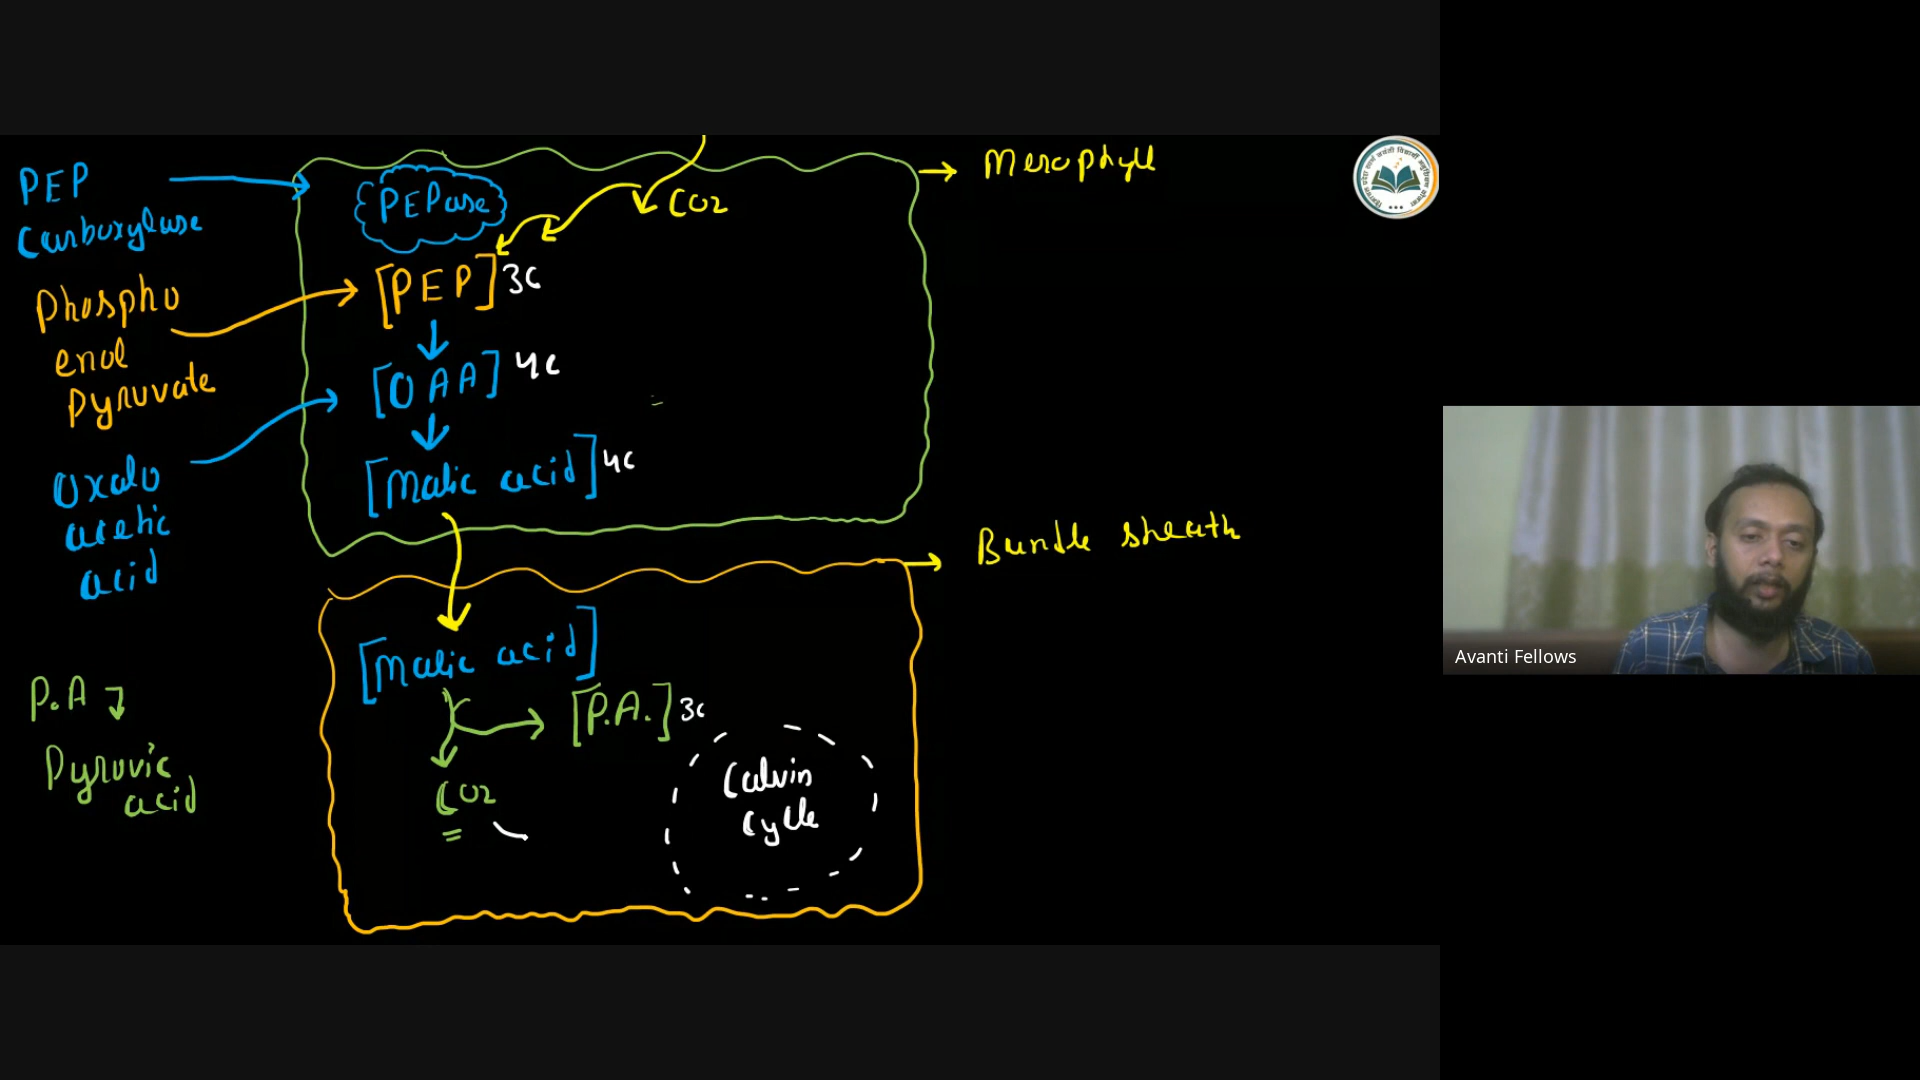 PEP
Carboxylase
Phospho
enol
Pyruvate
Oxalo
acetic
acid
P.A
Pyruvic
acid
PEPase
CO2
[PEP] 3C
[OAA] 4C
[Malic acid] 4C
Mesophyll
Bundle sheath
[Malic acid]
[P.A.] 3C
CO2
Calvin
Cycle
Avanti Fellows